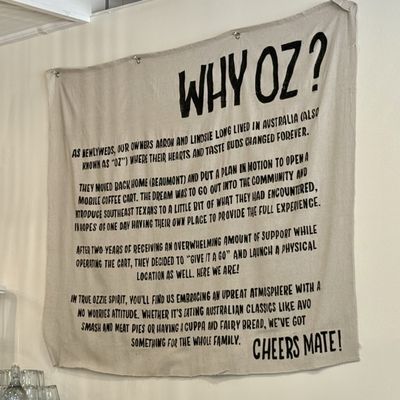 WHY OZ?
AS NEWLYWEDS, OUR OWNERS AARON AND LINDSIE LONG LIVED IN AUSTRALIA (ALSO
KNOWN AS "OZ") WHERE THEIR HEARTS AND TASTE BUDS CHANGED FOREVER.
THEY MOVED BACK HOME (BEAUMONT) AND PUT A PLAN IN MOTION TO OPEN A
MOBILE COFFEE CART. THE DREAM WAS TO GO OUT INTO THE COMMUNITY AND
INTRODUCE SOUTHEAST TEXANS TO A LITTLE BIT OF WHAT THEY HAD ENCOUNTERED,
IN HOPES OF ONE DAY HAVING THEIR OWN PLACE TO PROVIDE THE FULL EXPERIENCE.
AFTER TWO YEARS OF RECEIVING AN OVERWHELMING AMOUNT OF SUPPORT WHILE
OPERATING THE CART, THEY DECIDED TO "GIVE IT A GO" AND LAUNCH A PHYSICAL
LOCATION AS WELL. HERE WE ARE!
IN TRUE OZZIE SPIRIT, YOU'LL FIND US EMBRACING AN UPBEAT ATMOSPHERE WITH A
NO WORRIES ATTITUDE. WHETHER IT'S EATING AUSTRALIAN CLASSICS LIKE AVO
SMASH AND MEAT PIES OR HAVING A CUPPA AND FAIRY BREAD, WE'VE GOT
SOMETHING FOR THE WHOLE FAMILY.
CHEERS MATE!